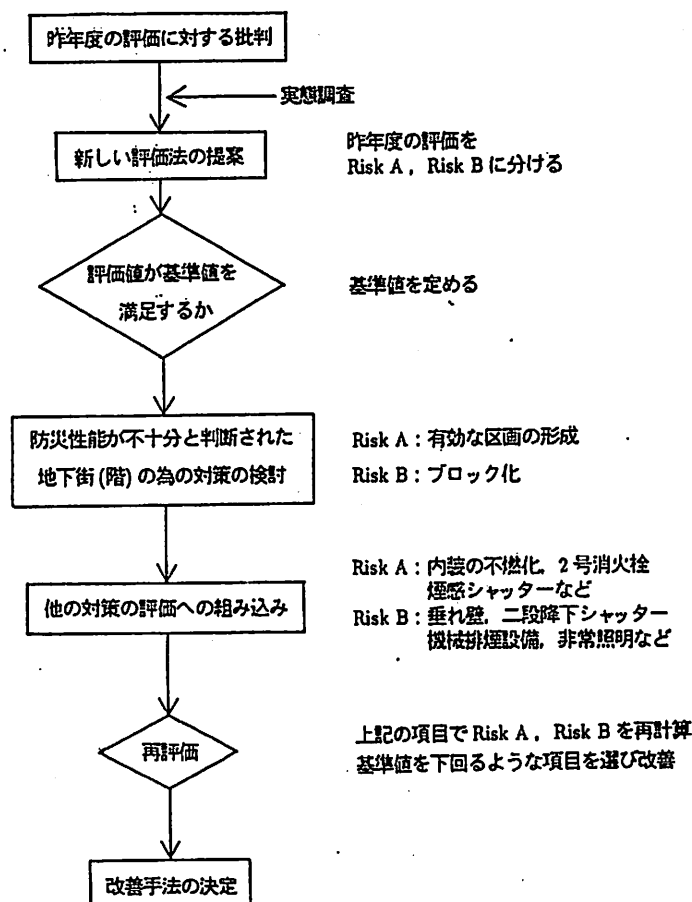 昨年度の評価に対する批判
実態調査
新しい評価法の提案
昨年度の評価を
Risk A，Risk B に分ける
評価値が基準値を
満足するか
基準値を定める
防災性能が不十分と判断された
地下街(階)の為の対策の検討
Risk A：有効な区画の形成
Risk B：ブロック化
他の対策の評価への組み込み
Risk A：内装の不燃化，2号消火栓
煙感シャッターなど
Risk B：垂れ壁，二段降下シャッター
機械排煙設備，非常照明など
再評価
上記の項目で Risk A，Risk B を再計算
基準値を下回るような項目を選び改善
改善手法の決定